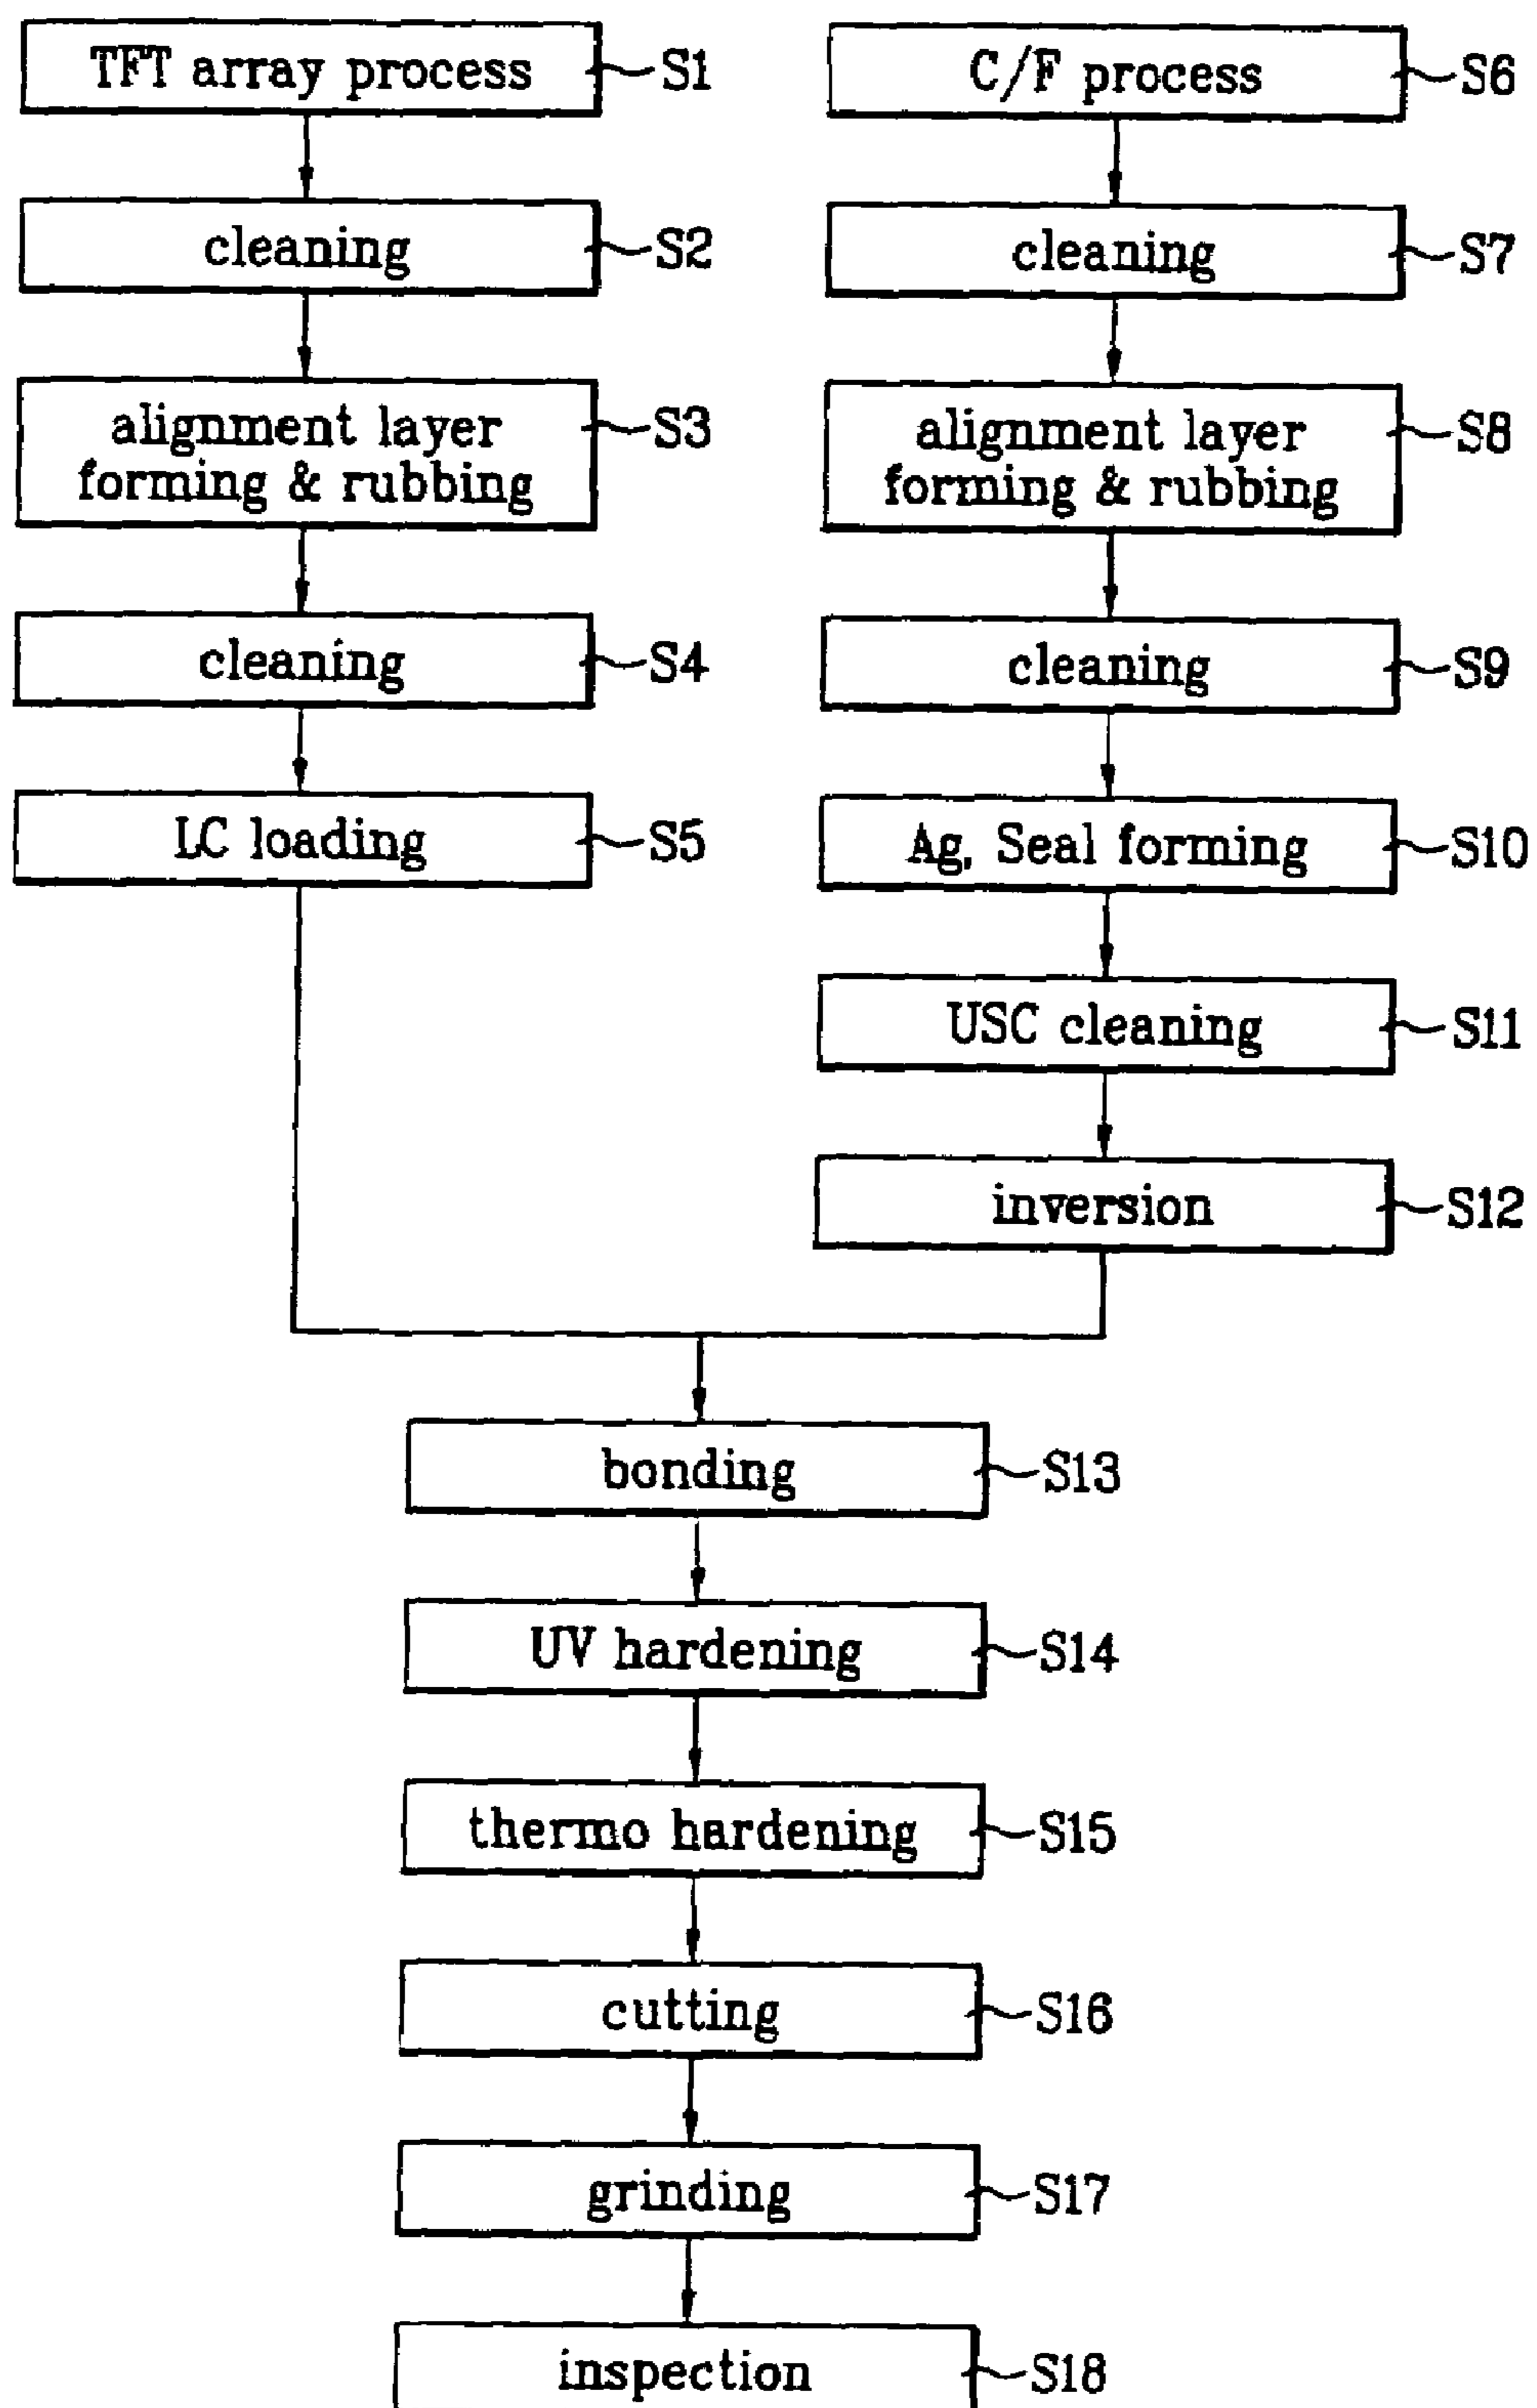 TFT array process
S1
cleaning
S2
alignment layer
forming & rubbing
S3
cleaning
S4
LC loading
S5
C/F process
S6
cleaning
S7
alignment layer
forming & rubbing
S8
cleaning
S9
Ag, Seal forming
S10
USC cleaning
S11
inversion
S12
bonding
S13
UV hardening
S14
thermo hardening
S15
cutting
S16
grinding
S17
inspection
S18